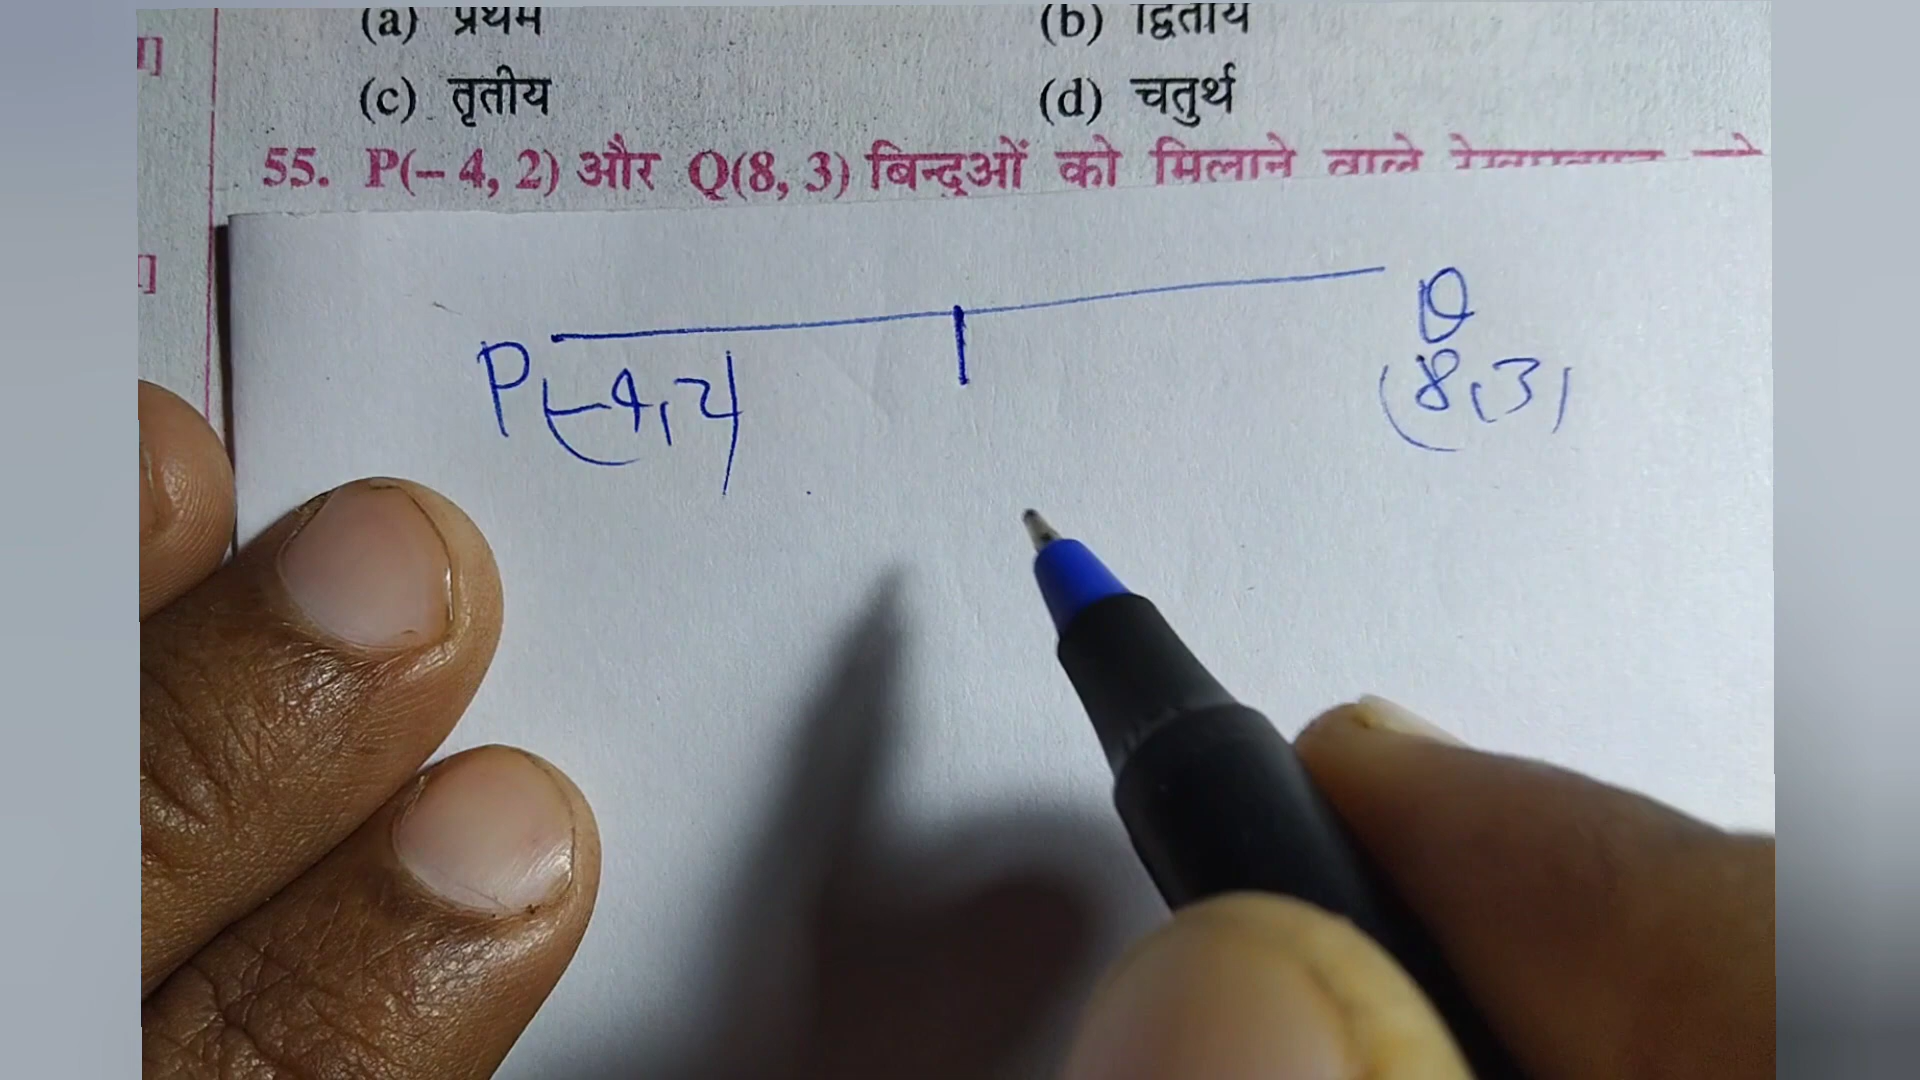 (a) प्रथम (b) द्वितीय
(c) तृतीय (d) चतुर्थ
55. P(– 4, 2) और Q(8, 3) बिन्दुओं को मिलाने वाले
P(-4,2) Q
(8,3)